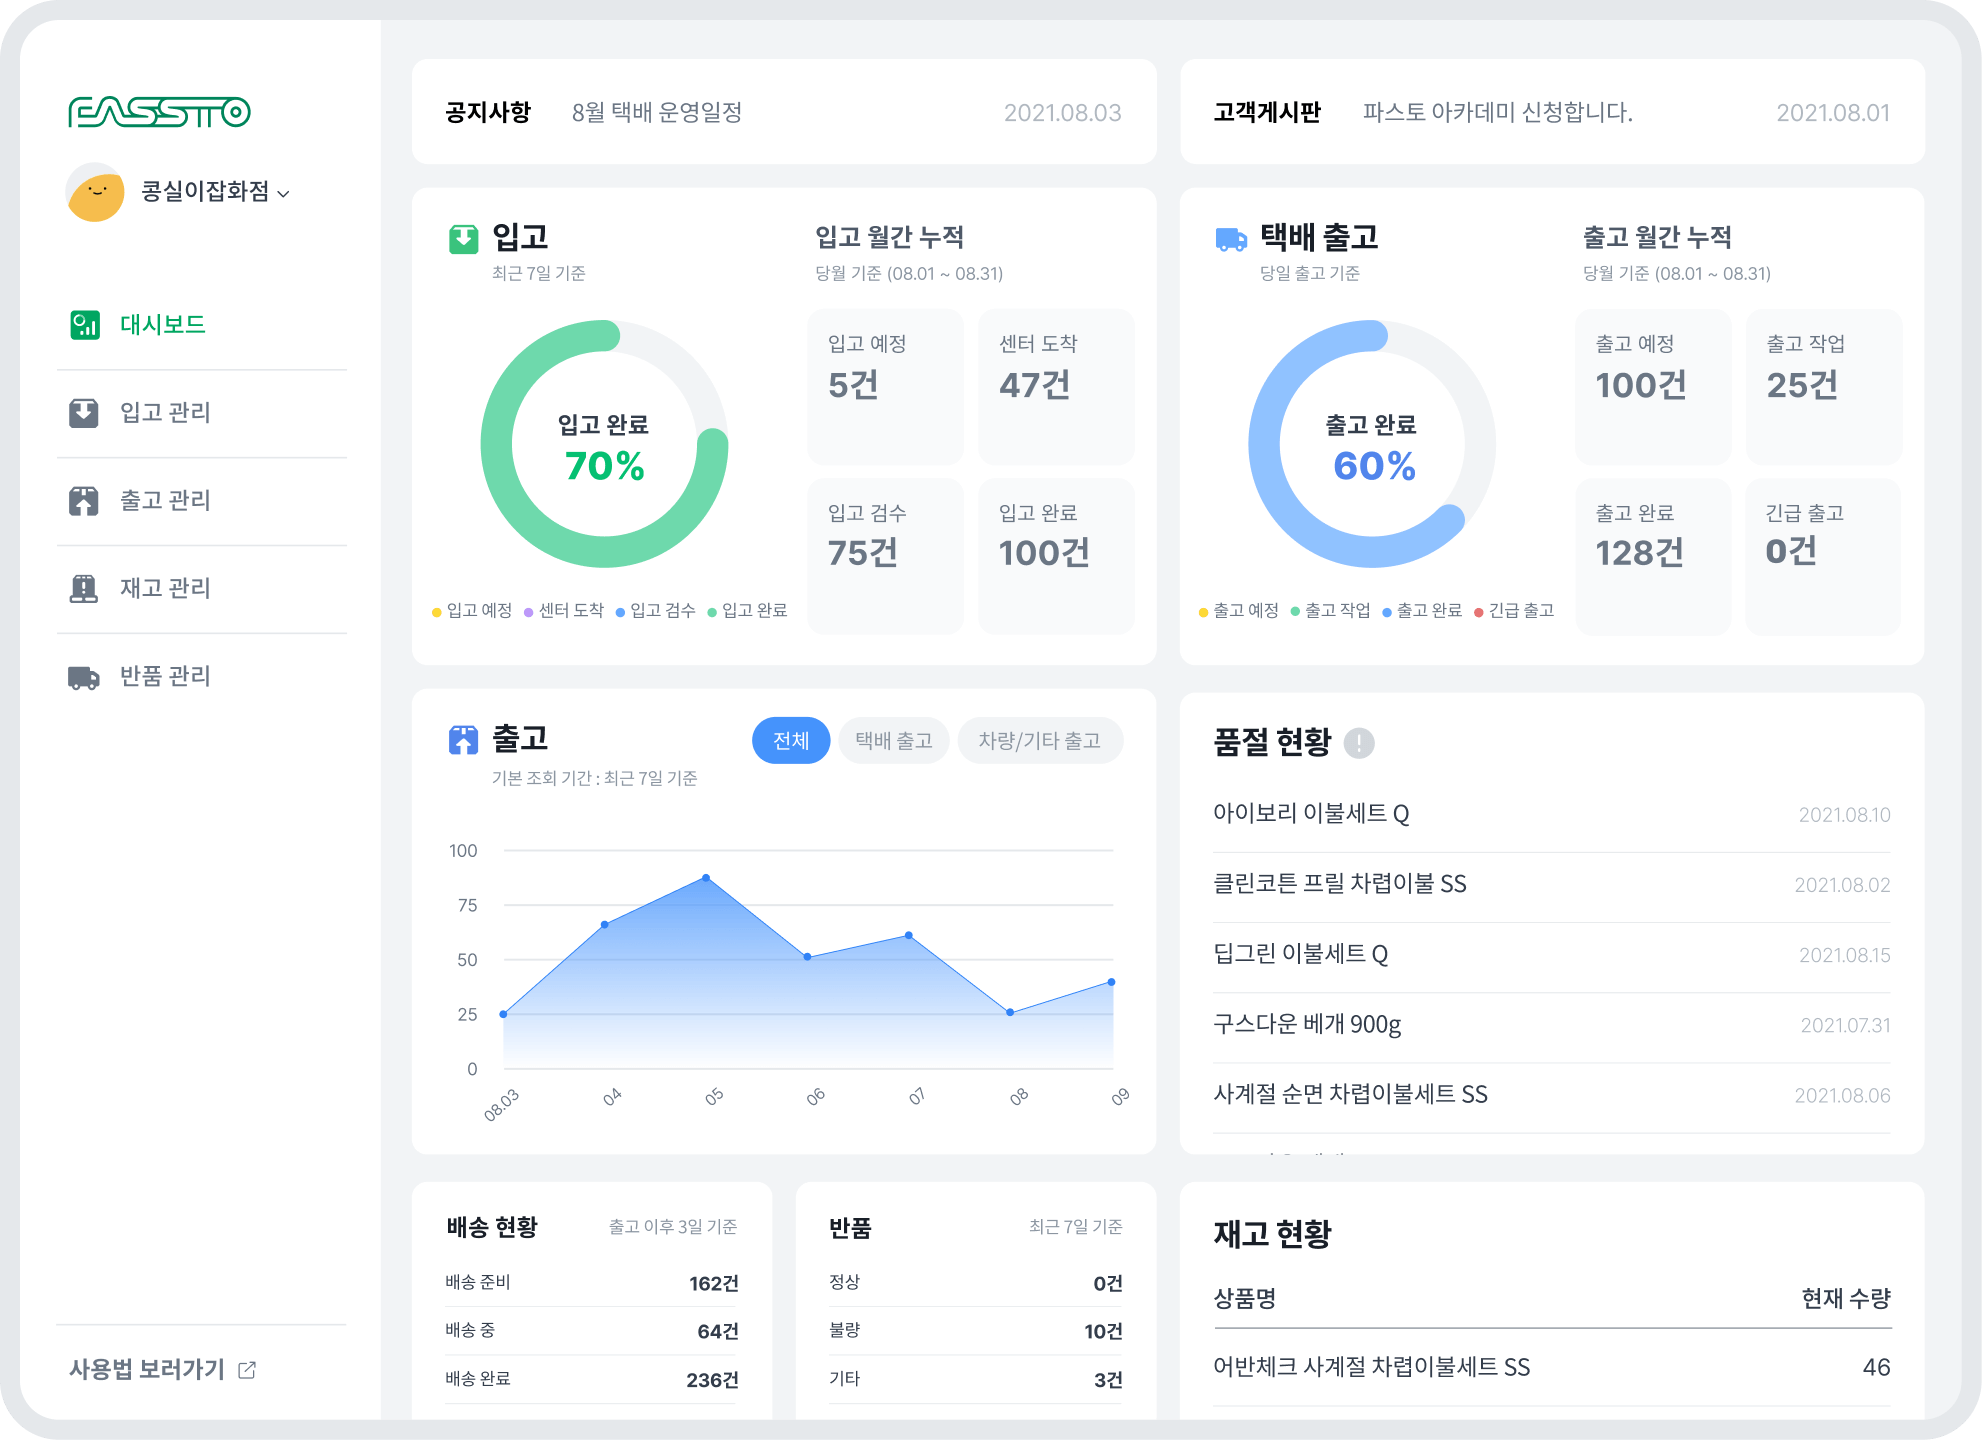 FASSTO
콩실이잡화점
대시보드
입고 관리
출고 관리
재고 관리
반품 관리
사용법 보러가기
공지사항 8월 택배 운영일정 2021.08.03
고객게시판 파스토 아카데미 신청합니다. 2021.08.01
입고
최근 7일 기준
입고 완료
70%
입고 예정 센터 도착 입고 검수 입고 완료
입고 월간 누적
당월 기준 (08.01 ~ 08.31)
입고 예정
5건
센터 도착
47건
입고 검수
75건
입고 완료
100건
택배 출고
당일 출고 기준
출고 완료
60%
출고 예정 출고 작업 출고 완료 긴급 출고
출고 월간 누적
당월 기준 (08.01 ~ 08.31)
출고 예정
100건
출고 작업
25건
출고 완료
128건
긴급 출고
0건
출고
기본 조회 기간 : 최근 7일 기준
전체 택배 출고 차량/기타 출고
100
75
50
25
0
08.03 04 05 06 07 08 09
품절 현황
아이보리 이불세트 Q 2021.08.10
클린코튼 프릴 차렵이불 SS 2021.08.02
딥그린 이불세트 Q 2021.08.15
구스다운 베개 900g 2021.07.31
사계절 순면 차렵이불세트 SS 2021.08.06
배송 현황 출고 이후 3일 기준
배송 준비 162건
배송 중 64건
배송 완료 236건
반품 최근 7일 기준
정상 0건
불량 10건
기타 3건
재고 현황
상품명 현재 수량
어반체크 사계절 차렵이불세트 SS 46